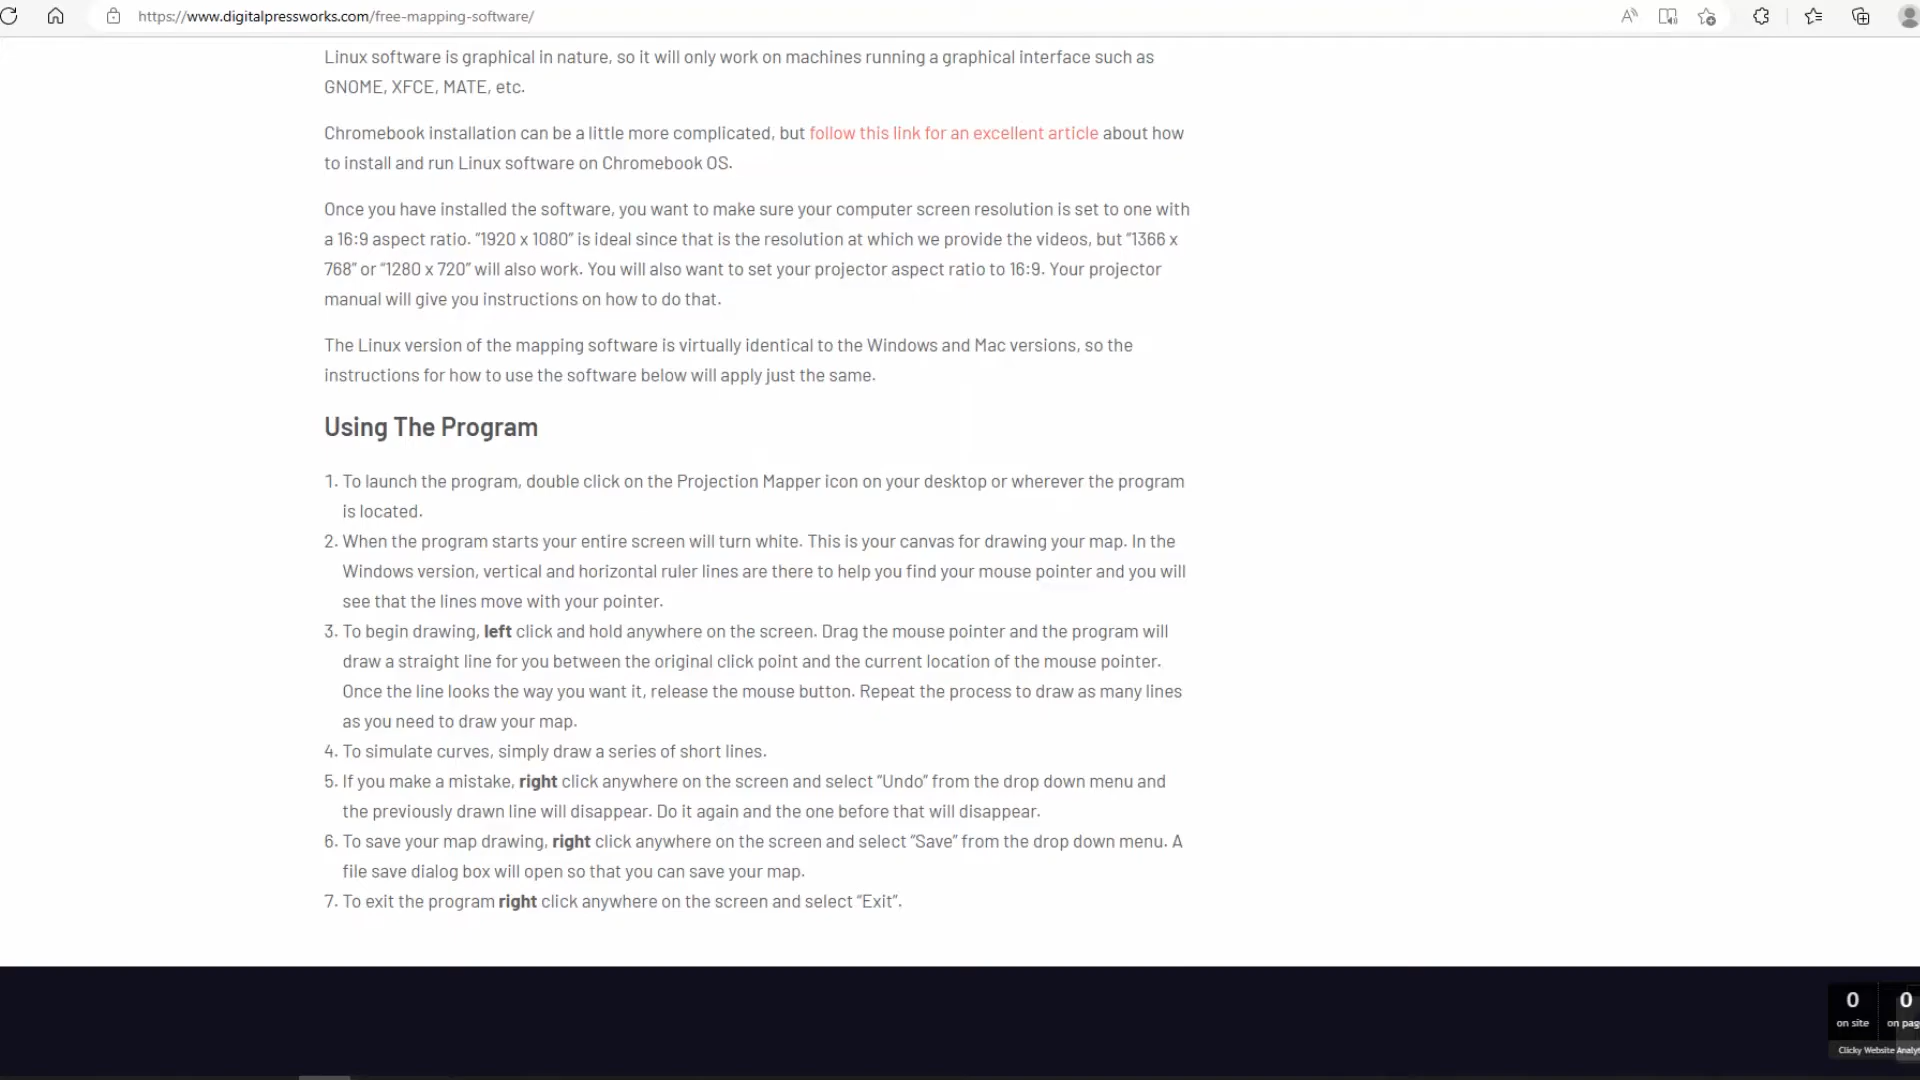 https://www.digitalpressworks.com/free-mapping-software/
Linux software is graphical in nature, so it will only work on machines running a graphical interface such as
GNOME, XFCE, MATE, etc.
Chromebook installation can be a little more complicated, but follow this link for an excellent article about how
to install and run Linux software on Chromebook OS.
Once you have installed the software, you want to make sure your computer screen resolution is set to one with
a 16:9 aspect ratio. “1920 x 1080” is ideal since that is the resolution at which we provide the videos, but “1366 x
768” or “1280 x 720” will also work. You will also want to set your projector aspect ratio to 16:9. Your projector
manual will give you instructions on how to do that.
The Linux version of the mapping software is virtually identical to the Windows and Mac versions, so the
instructions for how to use the software below will apply just the same.
Using The Program
1. To launch the program, double click on the Projection Mapper icon on your desktop or wherever the program
is located.
2. When the program starts your entire screen will turn white. This is your canvas for drawing your map. In the
Windows version, vertical and horizontal ruler lines are there to help you find your mouse pointer and you will
see that the lines move with your pointer.
3. To begin drawing, left click and hold anywhere on the screen. Drag the mouse pointer and the program will
draw a straight line for you between the original click point and the current location of the mouse pointer.
Once the line looks the way you want it, release the mouse button. Repeat the process to draw as many lines
as you need to draw your map.
4. To simulate curves, simply draw a series of short lines.
5. If you make a mistake, right click anywhere on the screen and select “Undo” from the drop down menu and
the previously drawn line will disappear. Do it again and the one before that will disappear.
6. To save your map drawing, right click anywhere on the screen and select “Save” from the drop down menu. A
file save dialog box will open so that you can save your map.
7. To exit the program right click anywhere on the screen and select “Exit”.
0 0
on site on pag
Clicky Website Analy